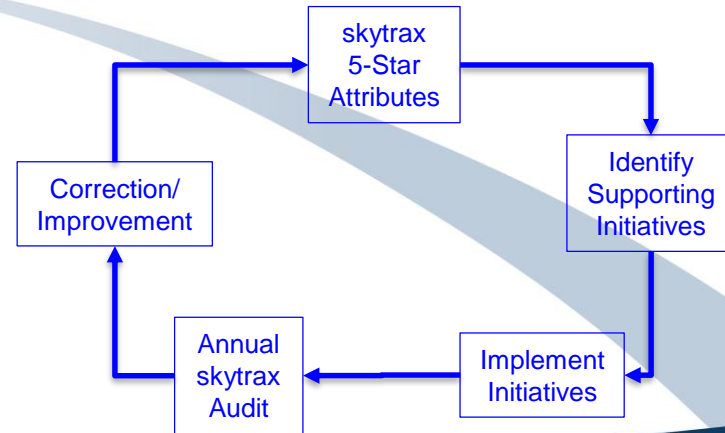 skytrax
5-Star
Attributes
Identify
Supporting
Initiatives
Implement
Initiatives
Annual
skytrax
Audit
Correction/
Improvement